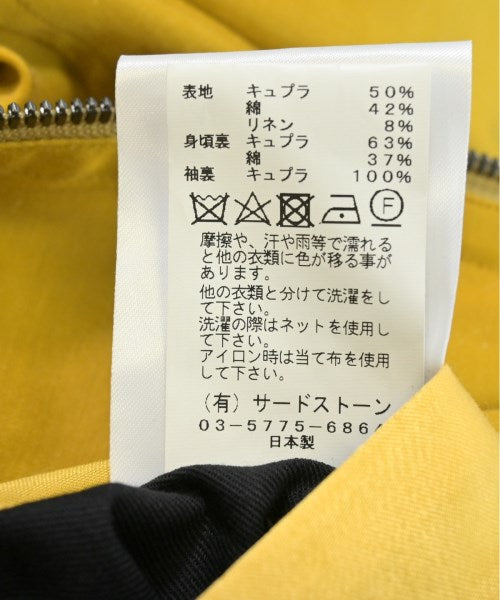 表地 キュプラ 50%
綿 42%
リネン 8%
身頃裏 キュプラ 63%
綿 37%
袖裏 キュプラ 100%
F
摩擦や、汗や雨等で濡れる
と他の衣類に色が移る事が
あります。
他の衣類と分けて洗濯をし
て下さい。
洗濯の際はネットを使用し
て下さい。
アイロン時は当て布を使用
して下さい。
（有）サードストーン
03-5775-6864
日本製